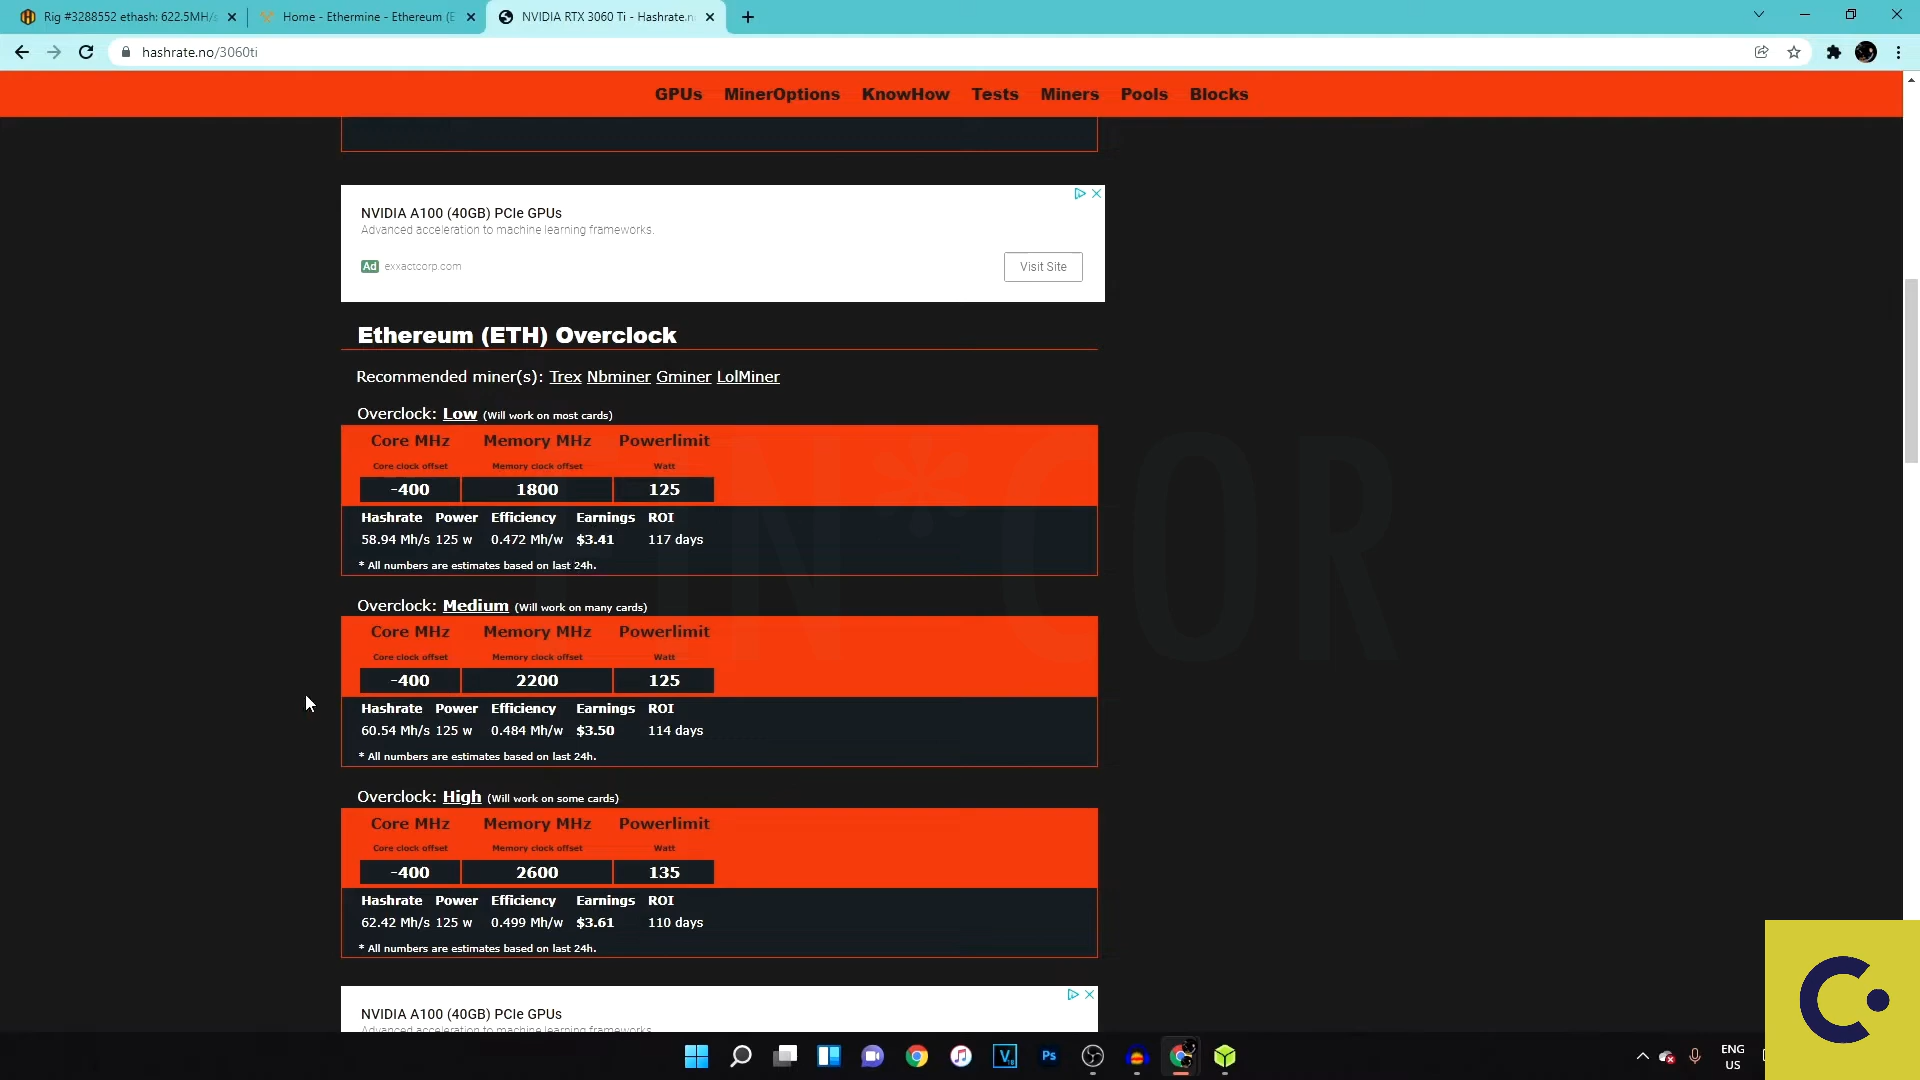 Rig #3288552 ethash: 622.5MH/s
Home - Ethermine - Ethereum (E
NVIDIA RTX 3060 Ti - Hashrate.n
hashrate.no/3060ti
GPUs MinerOptions KnowHow Tests Miners Pools Blocks
NVIDIA A100 (40GB) PCIe GPUs
Advanced acceleration to machine learning frameworks.
Ad exxactcorp.com
Visit Site
Ethereum (ETH) Overclock
Recommended miner(s): Trex Nbminer Gminer LolMiner
Overclock: Low (Will work on most cards)
Core MHz Memory MHz Powerlimit
Core clock offset Memory clock offset Watt
-400 1800 125
Hashrate Power Efficiency Earnings ROI
58.94 Mh/s 125 w 0.472 Mh/w $3.41 117 days
* All numbers are estimates based on last 24h.
Overclock: Medium (Will work on many cards)
Core MHz Memory MHz Powerlimit
Core clock offset Memory clock offset Watt
-400 2200 125
Hashrate Power Efficiency Earnings ROI
60.54 Mh/s 125 w 0.484 Mh/w $3.50 114 days
* All numbers are estimates based on last 24h.
Overclock: High (Will work on some cards)
Core MHz Memory MHz Powerlimit
Core clock offset Memory clock offset Watt
-400 2600 135
Hashrate Power Efficiency Earnings ROI
62.42 Mh/s 125 w 0.499 Mh/w $3.61 110 days
* All numbers are estimates based on last 24h.
NVIDIA A100 (40GB) PCIe GPUs
Advanced acceleration to machine learning frameworks.
Ps
ENG
US